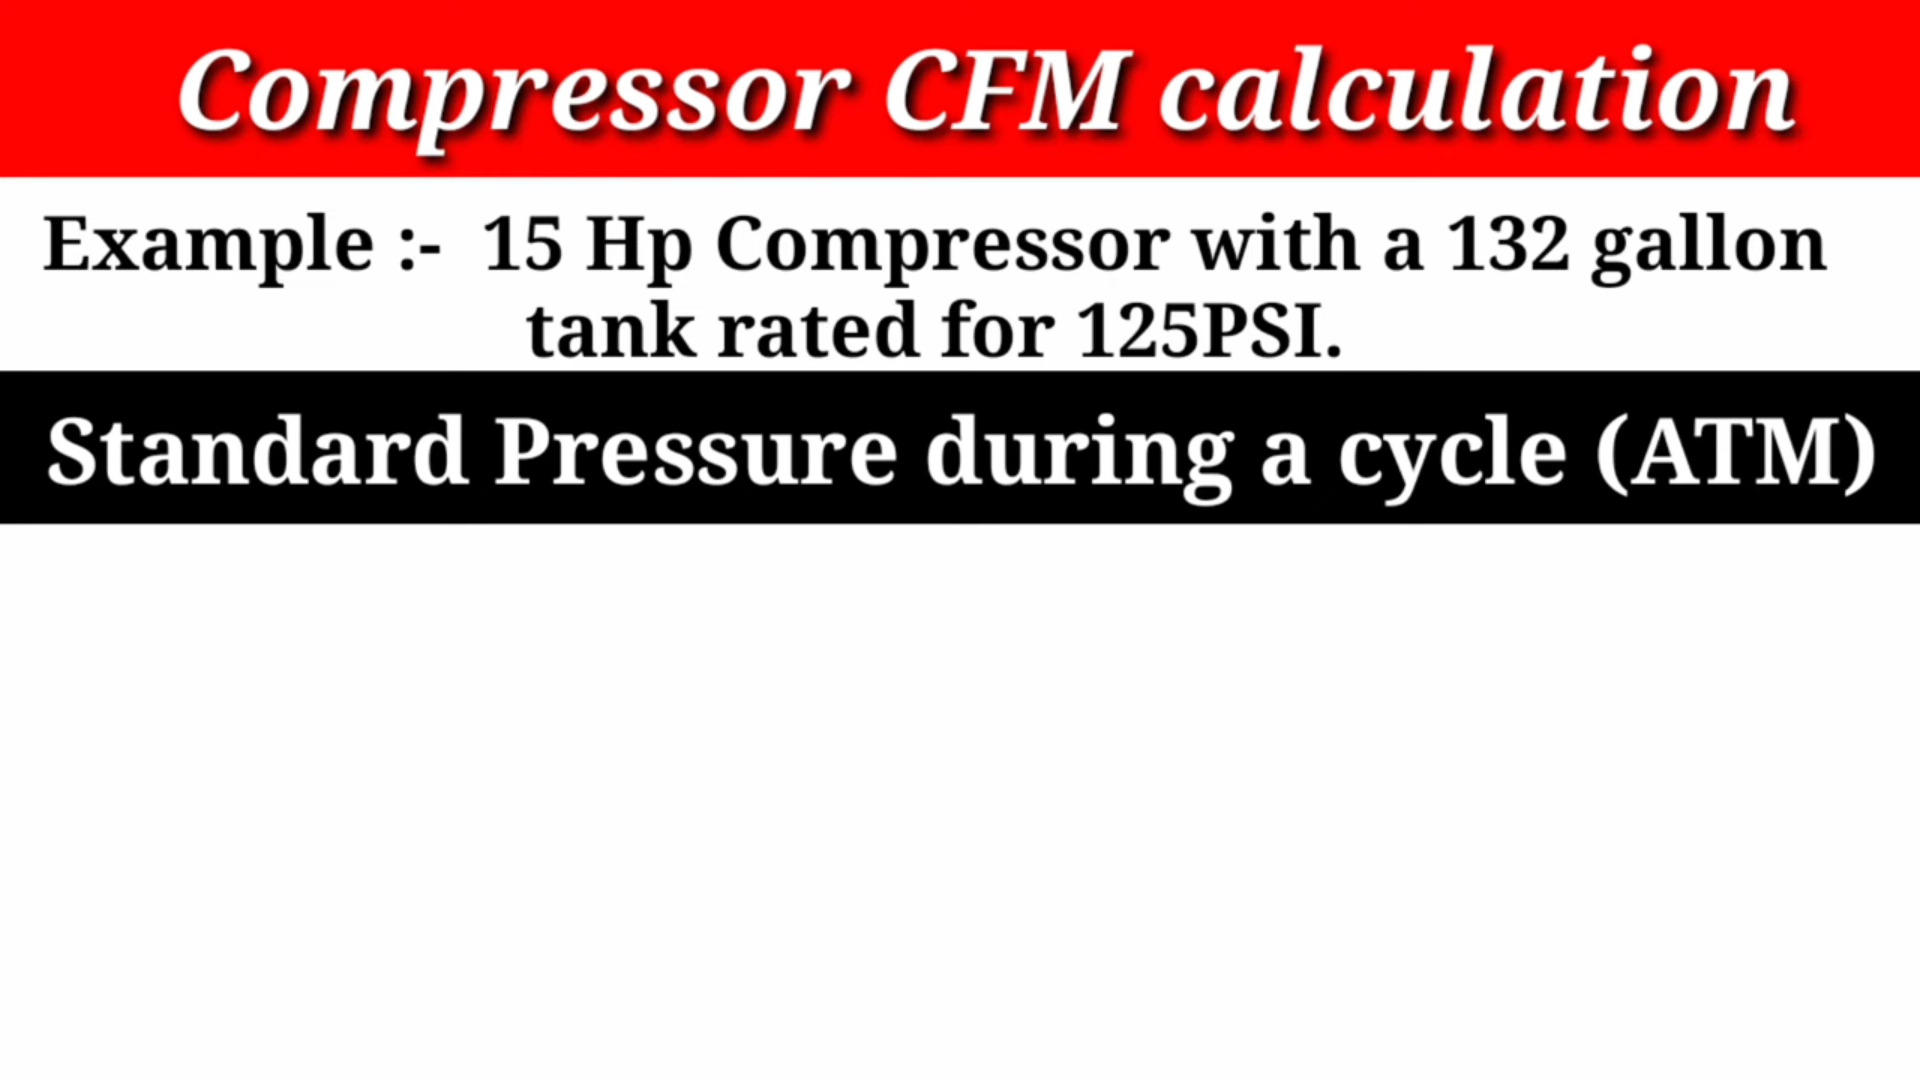 Compressor CFM calculation
Example :- 15 Hp Compressor with a 132 gallon
tank rated for 125PSI.
Standard Pressure during a cycle (ATM)